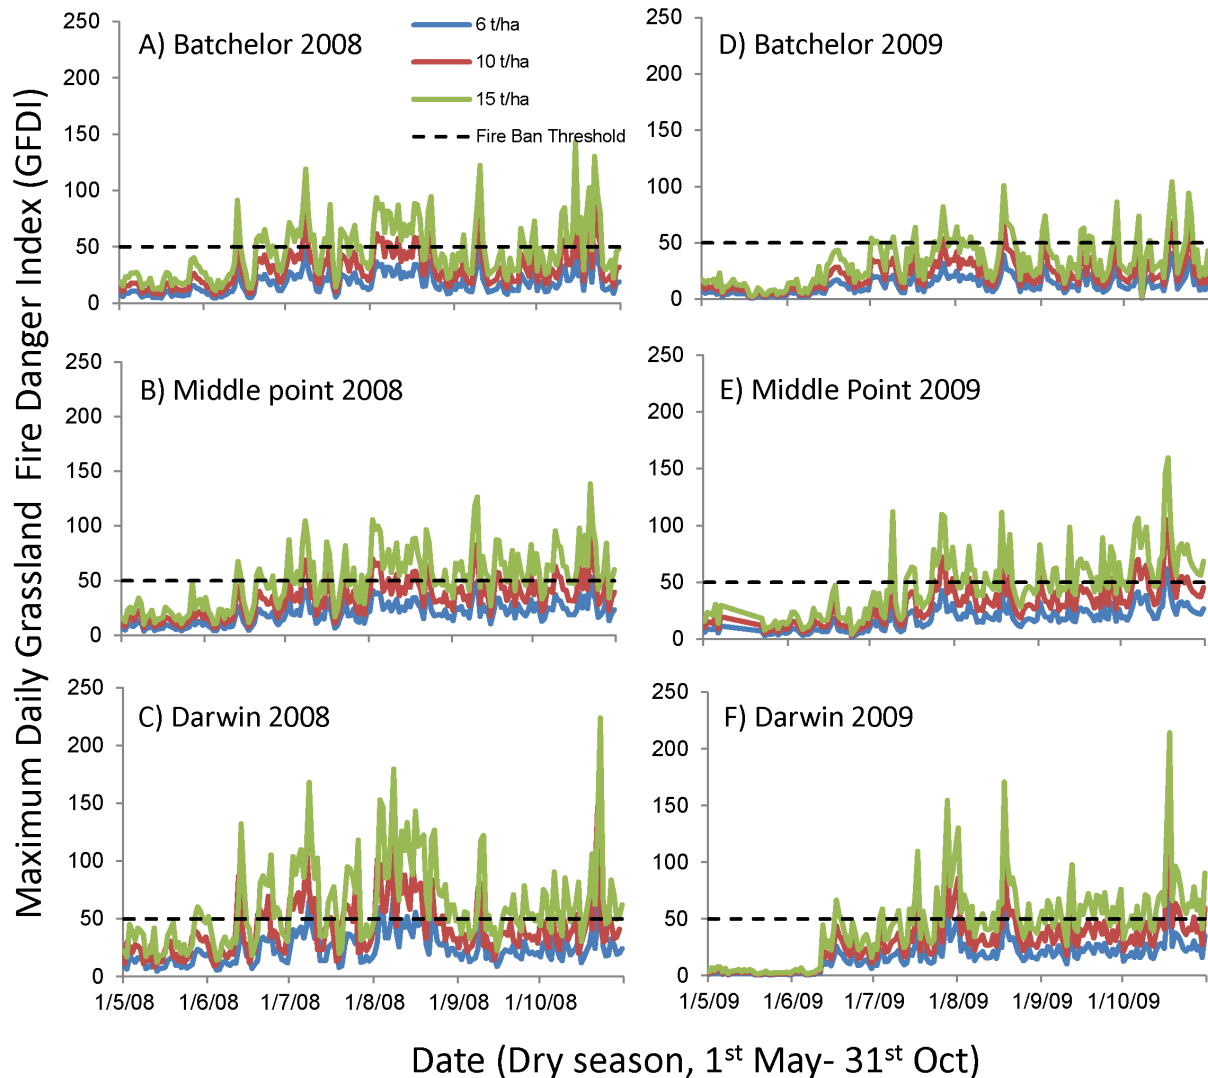 Maximum Daily Grassland Fire Danger Index (GFDI)
A) Batchelor 2008
250
200
150
100
50
0
6 t/ha
10 t/ha
15 t/ha
Fire Ban Threshold
D) Batchelor 2009
250
200
150
100
50
0
B) Middle point 2008
250
200
150
100
50
0
E) Middle Point 2009
250
200
150
100
50
0
C) Darwin 2008
250
200
150
100
50
0
1/5/08 1/6/08 1/7/08 1/8/08 1/9/08 1/10/08
F) Darwin 2009
250
200
150
100
50
0
1/5/09 1/6/09 1/7/09 1/8/09 1/9/09 1/10/09
Date (Dry season, 1st May- 31st Oct)